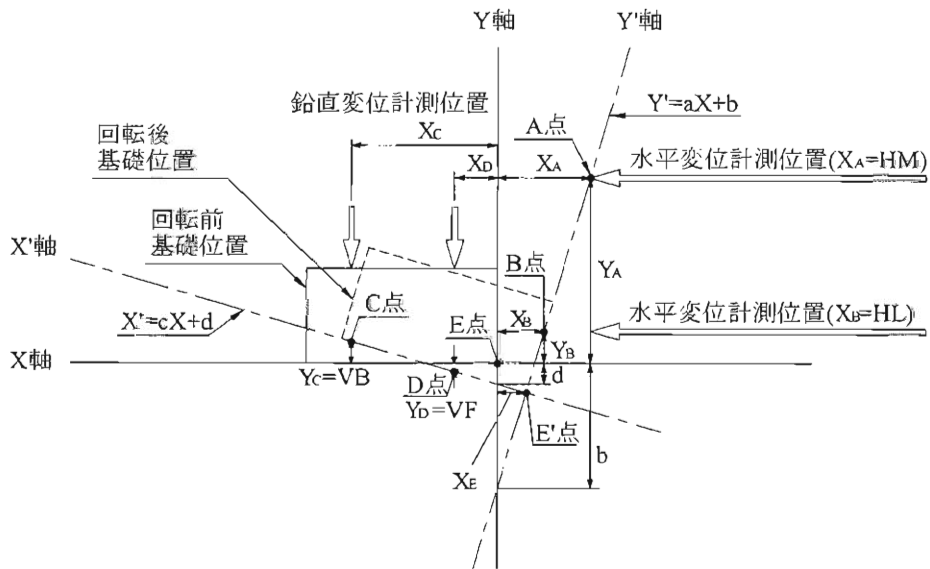 Y軸
Y'軸
鉛直変位計測位置
Y'=aX+b
回転後
基礎位置
XC
A点
XD
XA
水平変位計測位置(XA=HM)
回転前
基礎位置
X'軸
B点
YA
X'=cX+d
C点
E点
XB
水平変位計測位置(XB=HL)
X軸
YB
YC=VB
d
D点
YD=VF
E'点
b
XE